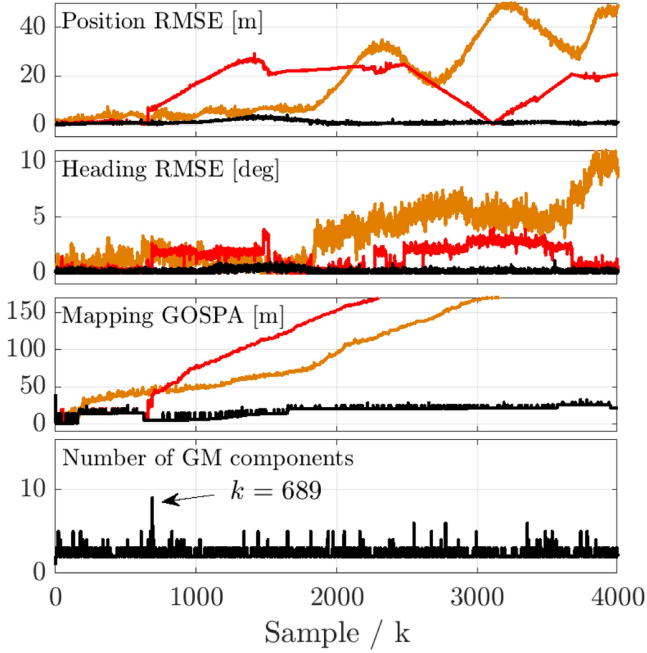 Position RMSE [m]
40
20
0
Heading RMSE [deg]
10
5
0
Mapping GOSPA [m]
150
100
50
0
Number of GM components
k = 689
10
0
0 1000 2000 3000 4000
Sample / k